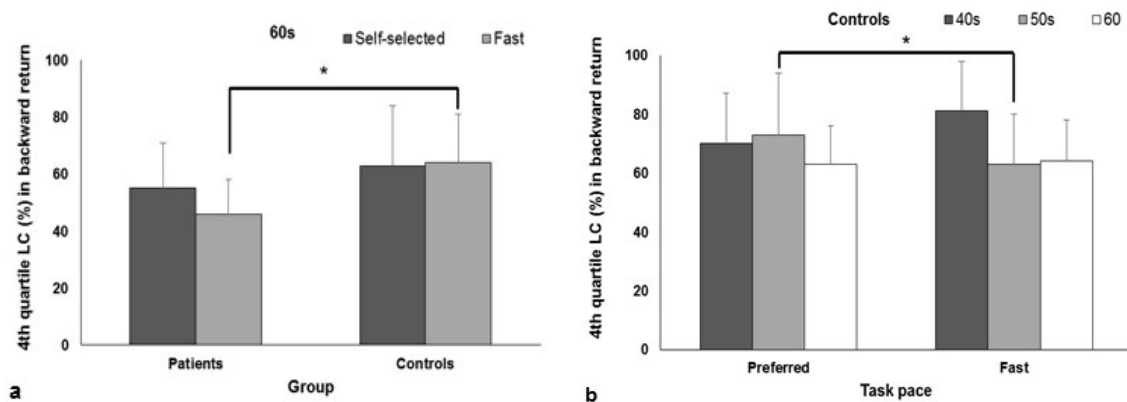 60s
Self-selected Fast
*
100
80
60
40
20
0
4th quartile LC (%) in backward return
Patients Controls
Group
a
Controls 40s 50s 60
*
100
80
60
40
20
0
4th quartile LC (%) in backward return
Preferred Fast
Task pace
b